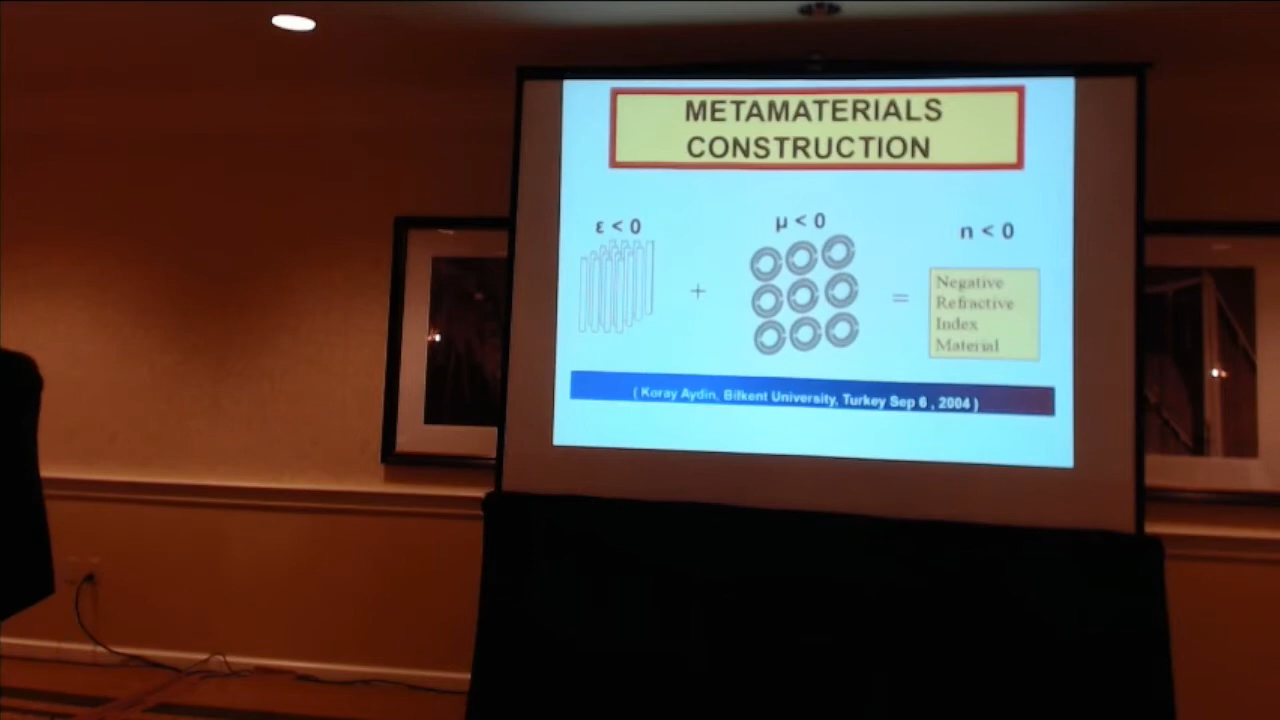 METAMATERIALS
CONSTRUCTION
ε < 0
μ < 0
n < 0
+
=
Negative
Refractive
Index
Material
( Koray Aydin, Bilkent University, Turkey Sep 6 , 2004 )